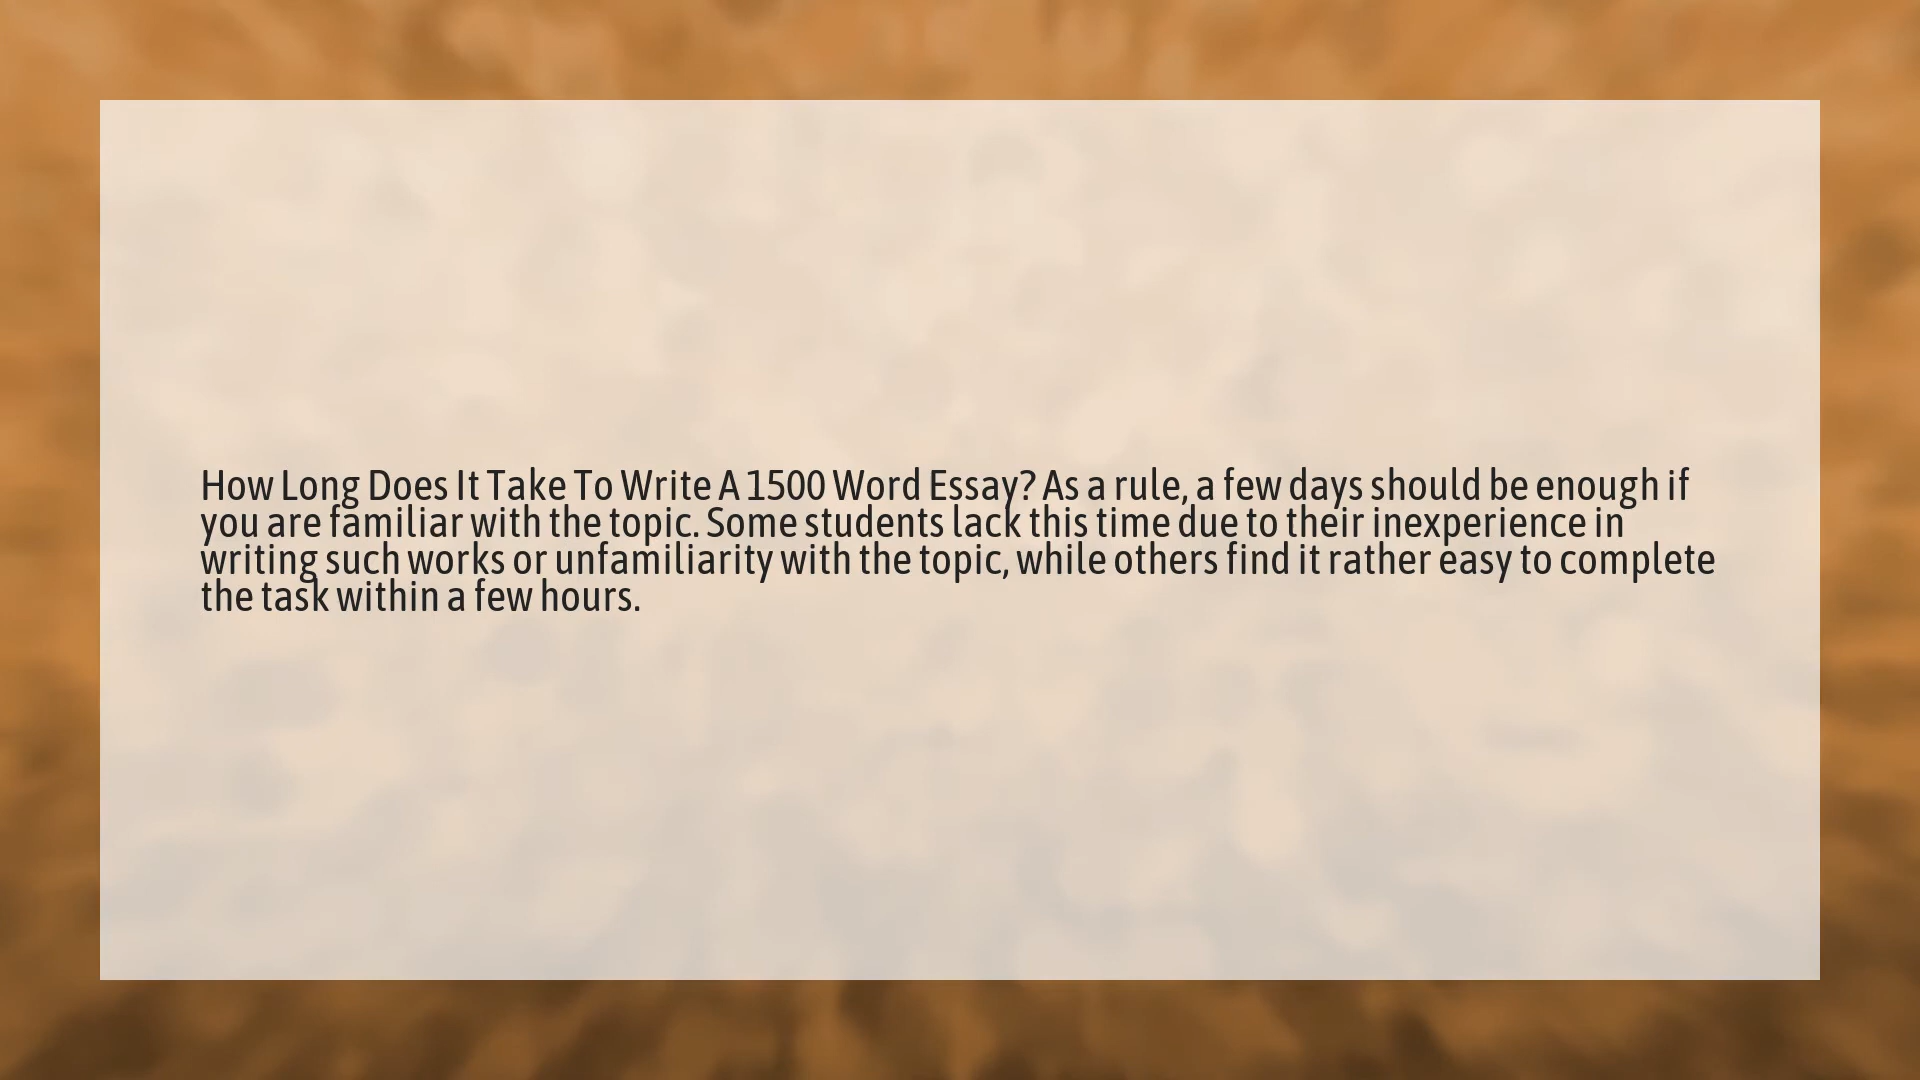 How Long Does It Take To Write A 1500 Word Essay? As a rule, a few days should be enough if
you are familiar with the topic. Some students lack this time due to their inexperience in
writing such works or unfamiliarity with the topic, while others find it rather easy to complete
the task within a few hours.